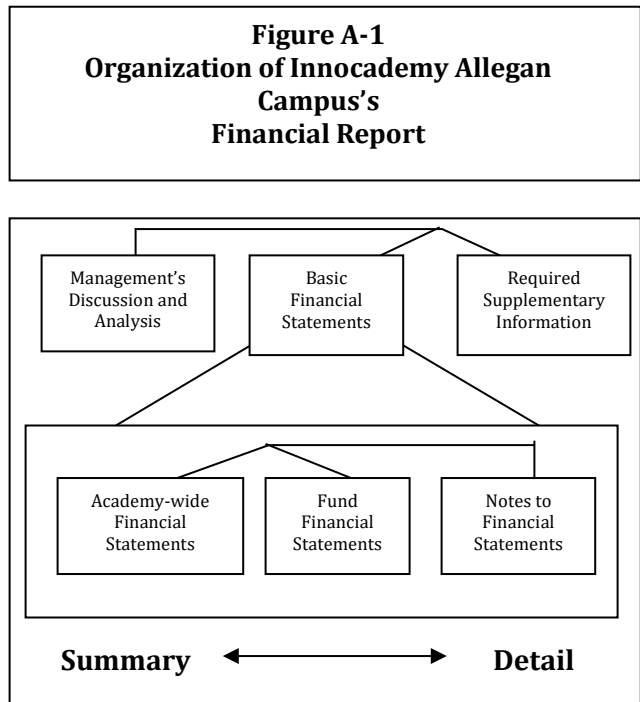 Figure A-1
Organization of Innocademy Allegan
Campus's
Financial Report
Management's
Discussion and
Analysis
Basic
Financial
Statements
Required
Supplementary
Information
Academy-wide
Financial
Statements
Fund
Financial
Statements
Notes to
Financial
Statements
Summary
Detail